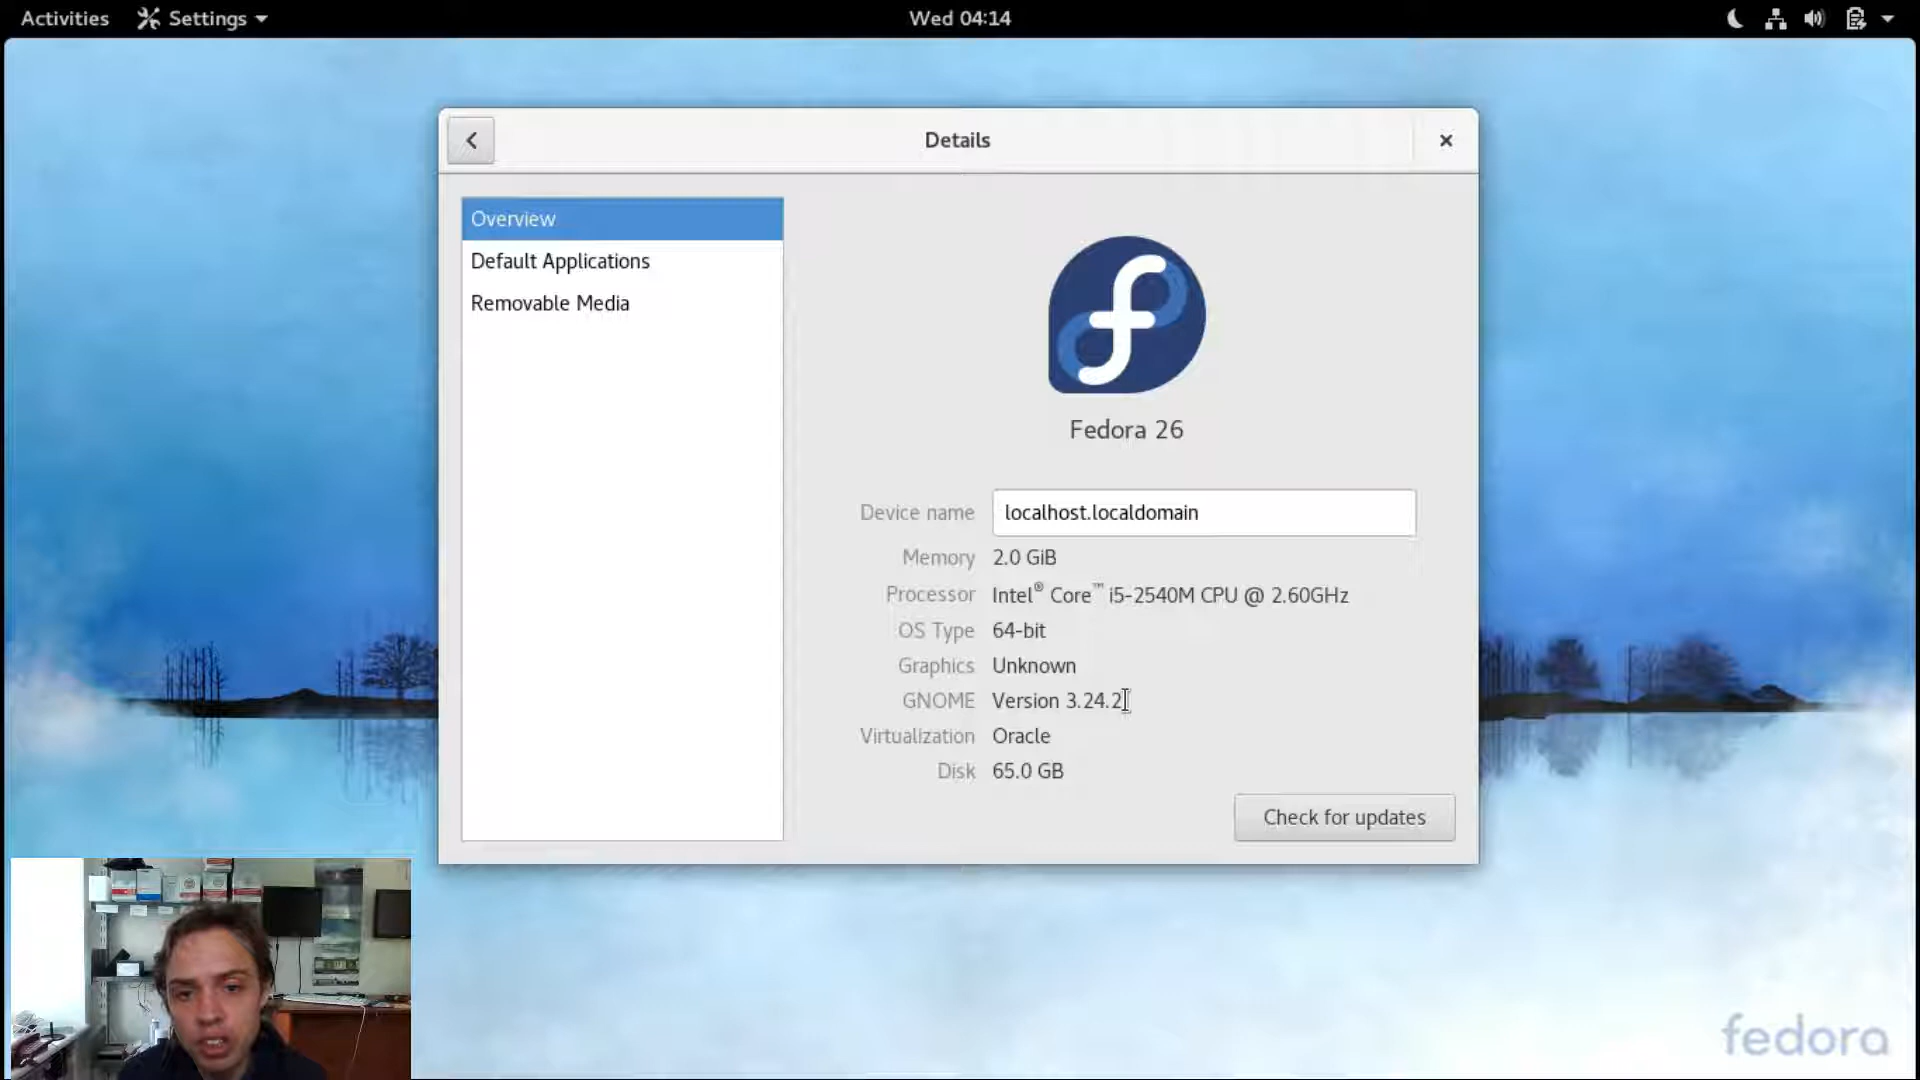 Activities Settings Wed 04:14
Details
Overview
Default Applications
Removable Media
Fedora 26
Device name localhost.localdomain
Memory 2.0 GiB
Processor Intel® Core™ i5-2540M CPU @ 2.60GHz
OS Type 64-bit
Graphics Unknown
GNOME Version 3.24.2
Virtualization Oracle
Disk 65.0 GB
Check for updates
fedora